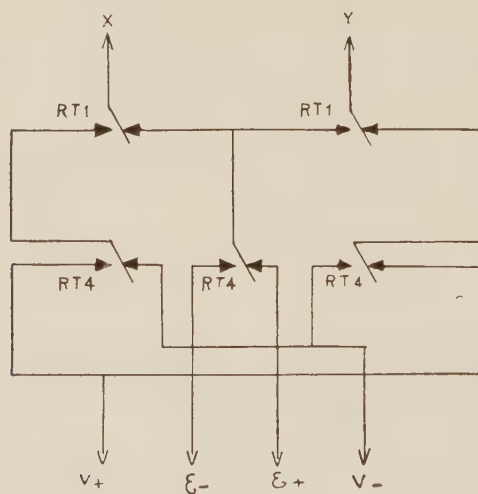 X Y
RT1 RT1
RT4 RT4 RT4
V+ ε- ε+ V-